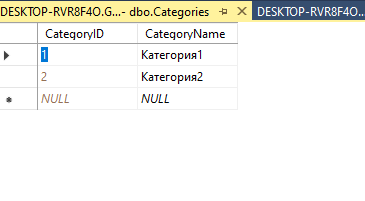 DESKTOP-RVR8F4O.G... - dbo.Categories DESKTOP-RVR8F4O...
CategoryID CategoryName
1 Категория1
2 Категория2
NULL NULL